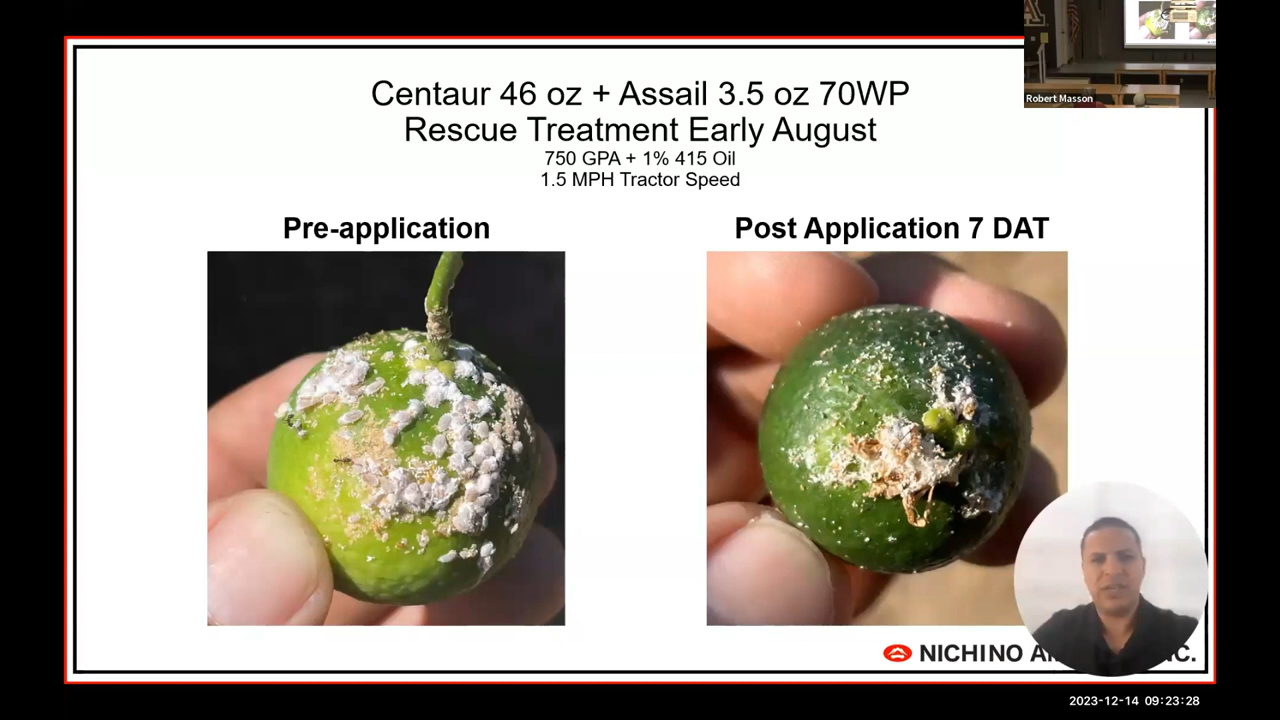 Centaur 46 oz + Assail 3.5 oz 70WP
Rescue Treatment Early August
750 GPA + 1% 415 Oil
1.5 MPH Tractor Speed
Robert Masson
Pre-application
Post Application 7 DAT
NICHINO
2023-12-14 09:23:28